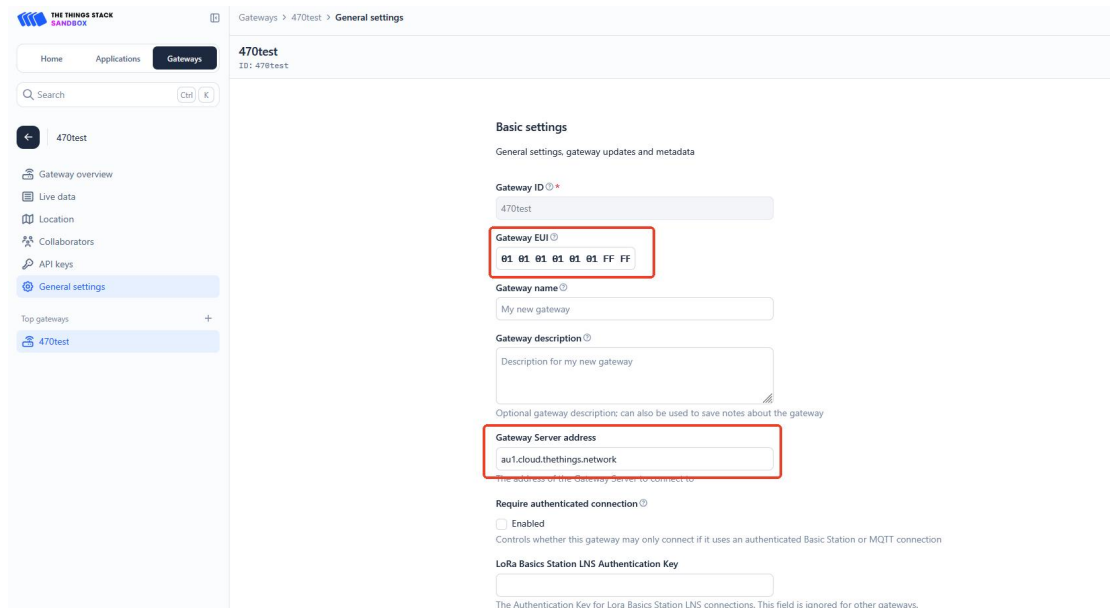 THE THINGS STACK
SANDBOX
Home Applications Gateways
Search Ctrl K
470test
Gateway overview
Live data
Location
Collaborators
API keys
General settings
Top gateways +
470test
Gateways > 470test > General settings
470test
ID: 470test
Basic settings
General settings, gateway updates and metadata
Gateway ID *
470test
Gateway EUI
01 01 01 01 01 01 FF FF
Gateway name
My new gateway
Gateway description
Description for my new gateway
Optional gateway description; can also be used to save notes about the gateway
Gateway Server address
au1.cloud.thethings.network
The address of the Gateway Server to connect to
Require authenticated connection
Enabled
Controls whether this gateway may only connect if it uses an authenticated Basic Station or MQTT connection
LoRa Basics Station LNS Authentication Key
The Authentication Key for Lora Basics Station LNS connections. This field is ignored for other gateways.